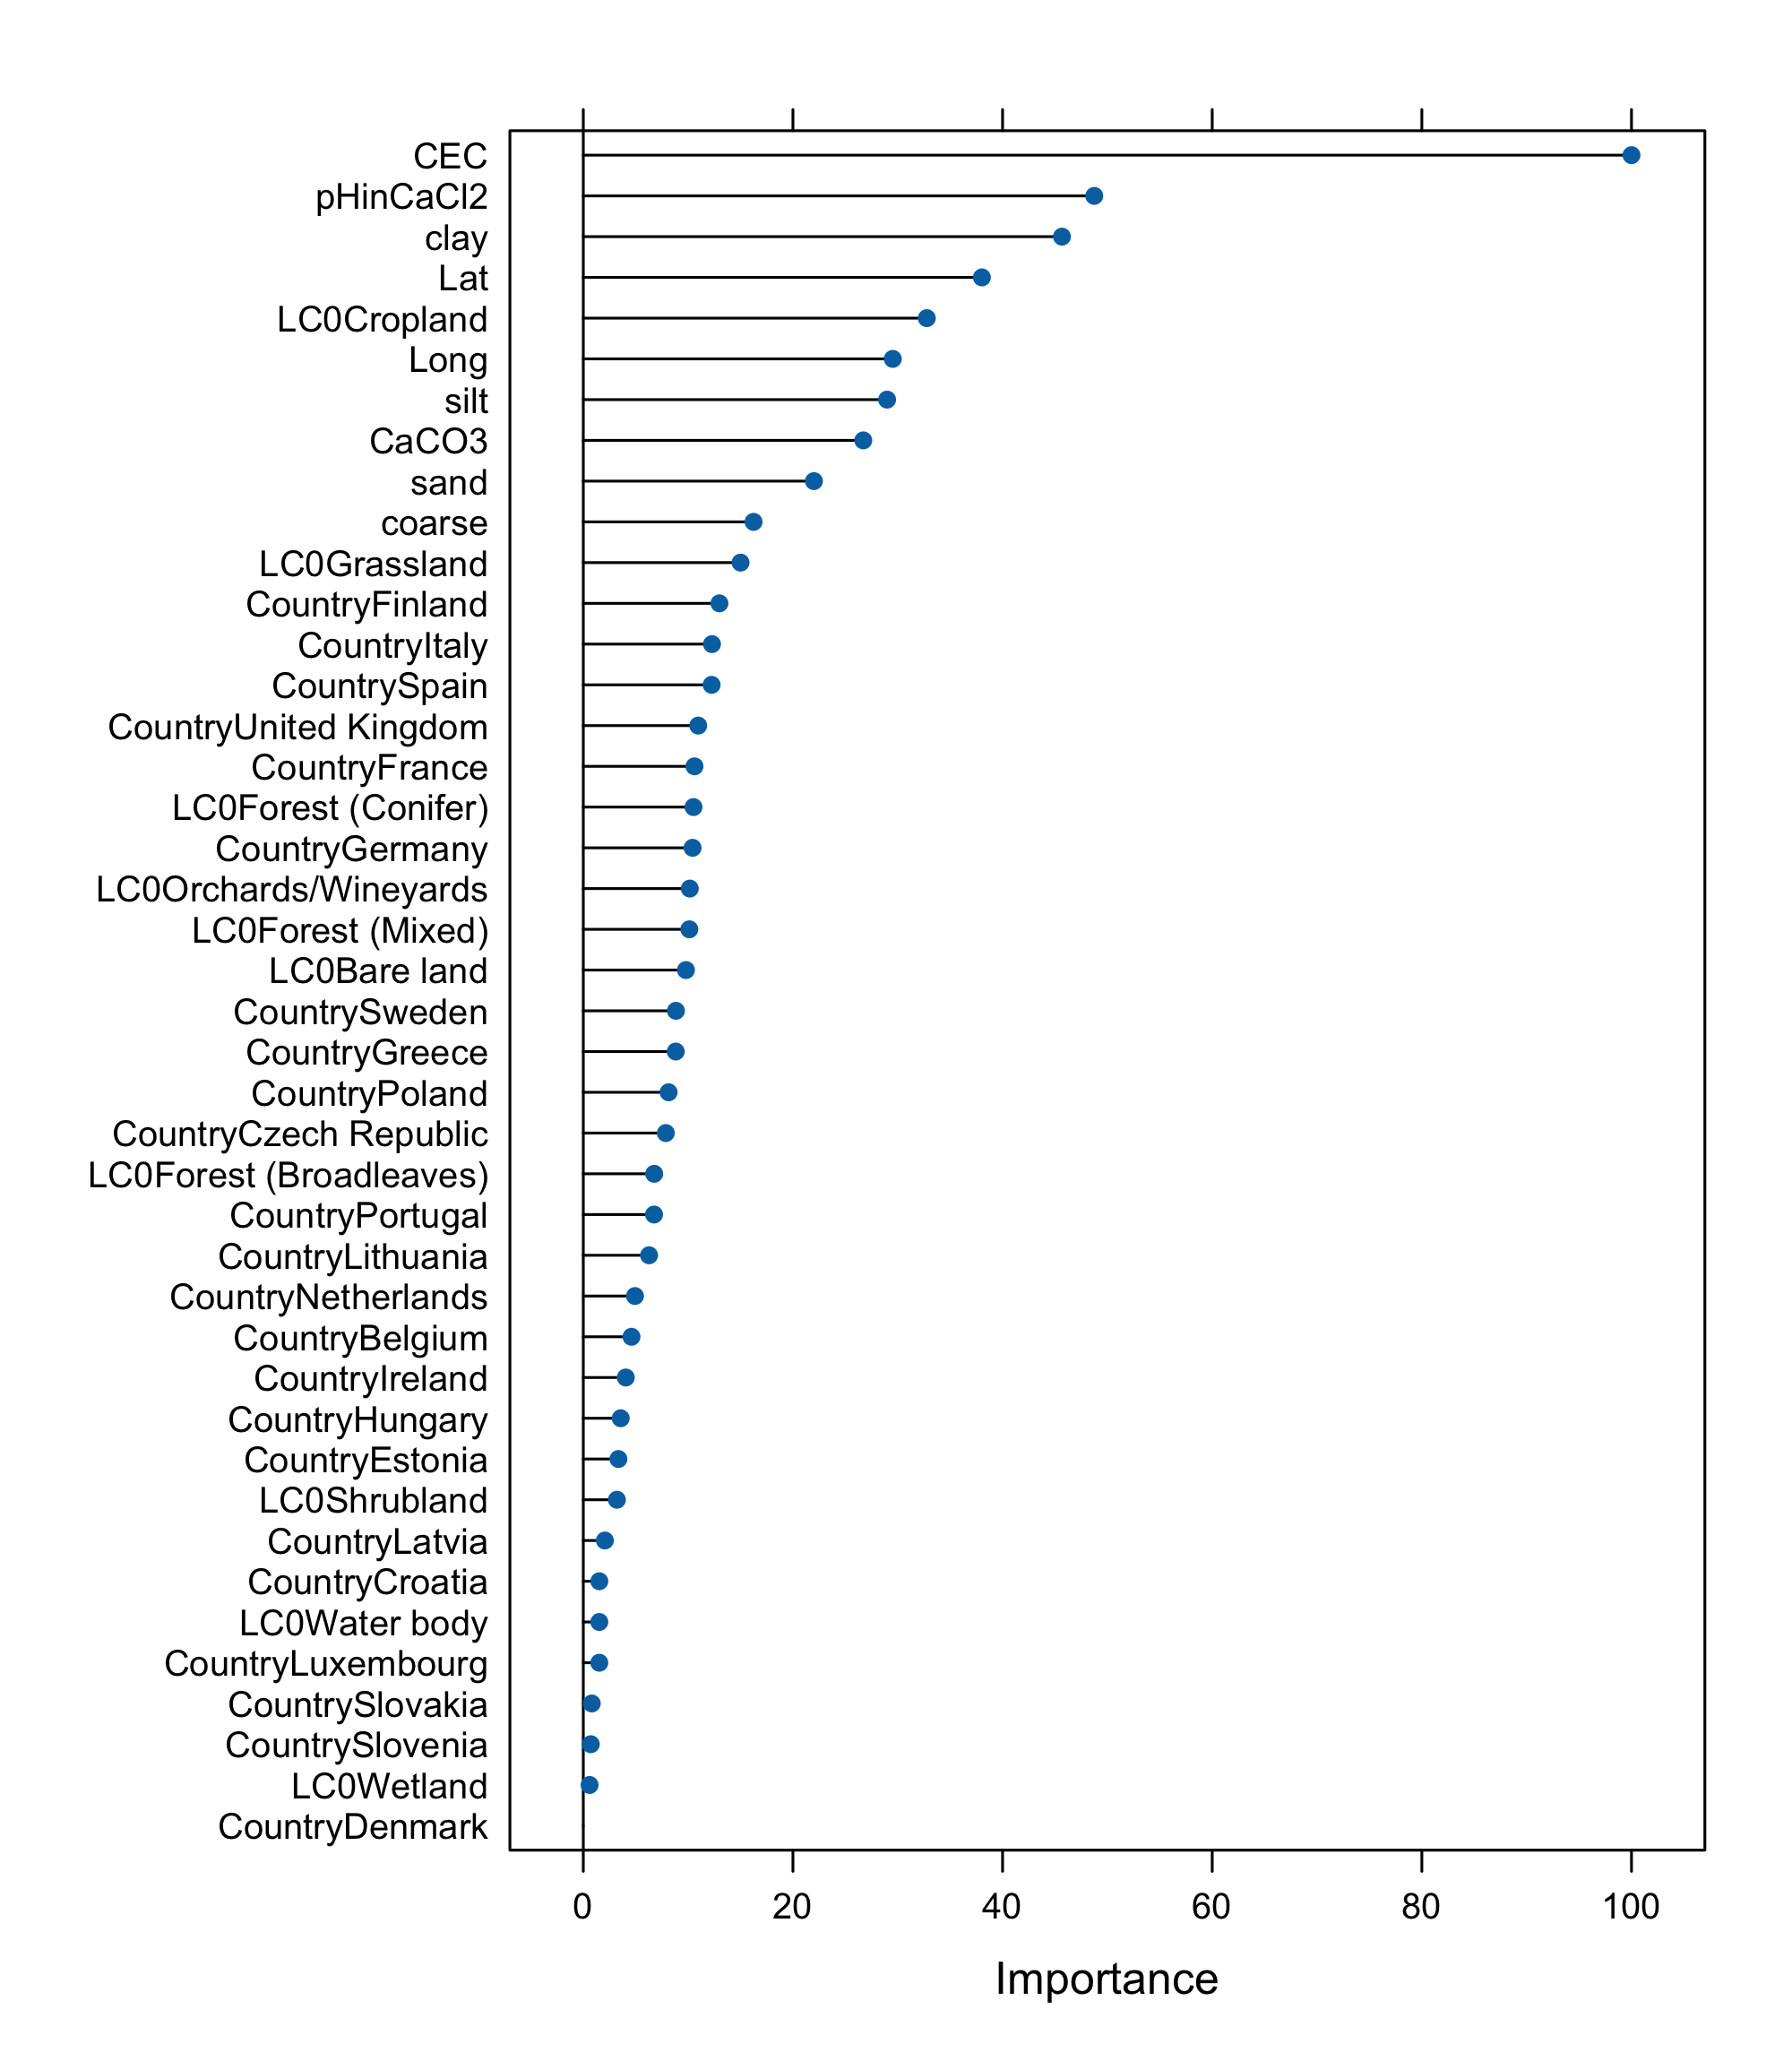 CEC
pHinCaCl2
clay
Lat
LC0Cropland
Long
silt
CaCO3
sand
coarse
LC0Grassland
CountryFinland
CountryItaly
CountrySpain
CountryUnited Kingdom
CountryFrance
LC0Forest (Conifer)
CountryGermany
LC0Orchards/Wineyards
LC0Forest (Mixed)
LC0Bare land
CountrySweden
CountryGreece
CountryPoland
CountryCzech Republic
LC0Forest (Broadleaves)
CountryPortugal
CountryLithuania
CountryNetherlands
CountryBelgium
CountryIreland
CountryHungary
CountryEstonia
LC0Shrubland
CountryLatvia
CountryCroatia
LC0Water body
CountryLuxembourg
CountrySlovakia
CountrySlovenia
LC0Wetland
CountryDenmark
0 20 40 60 80 100
Importance